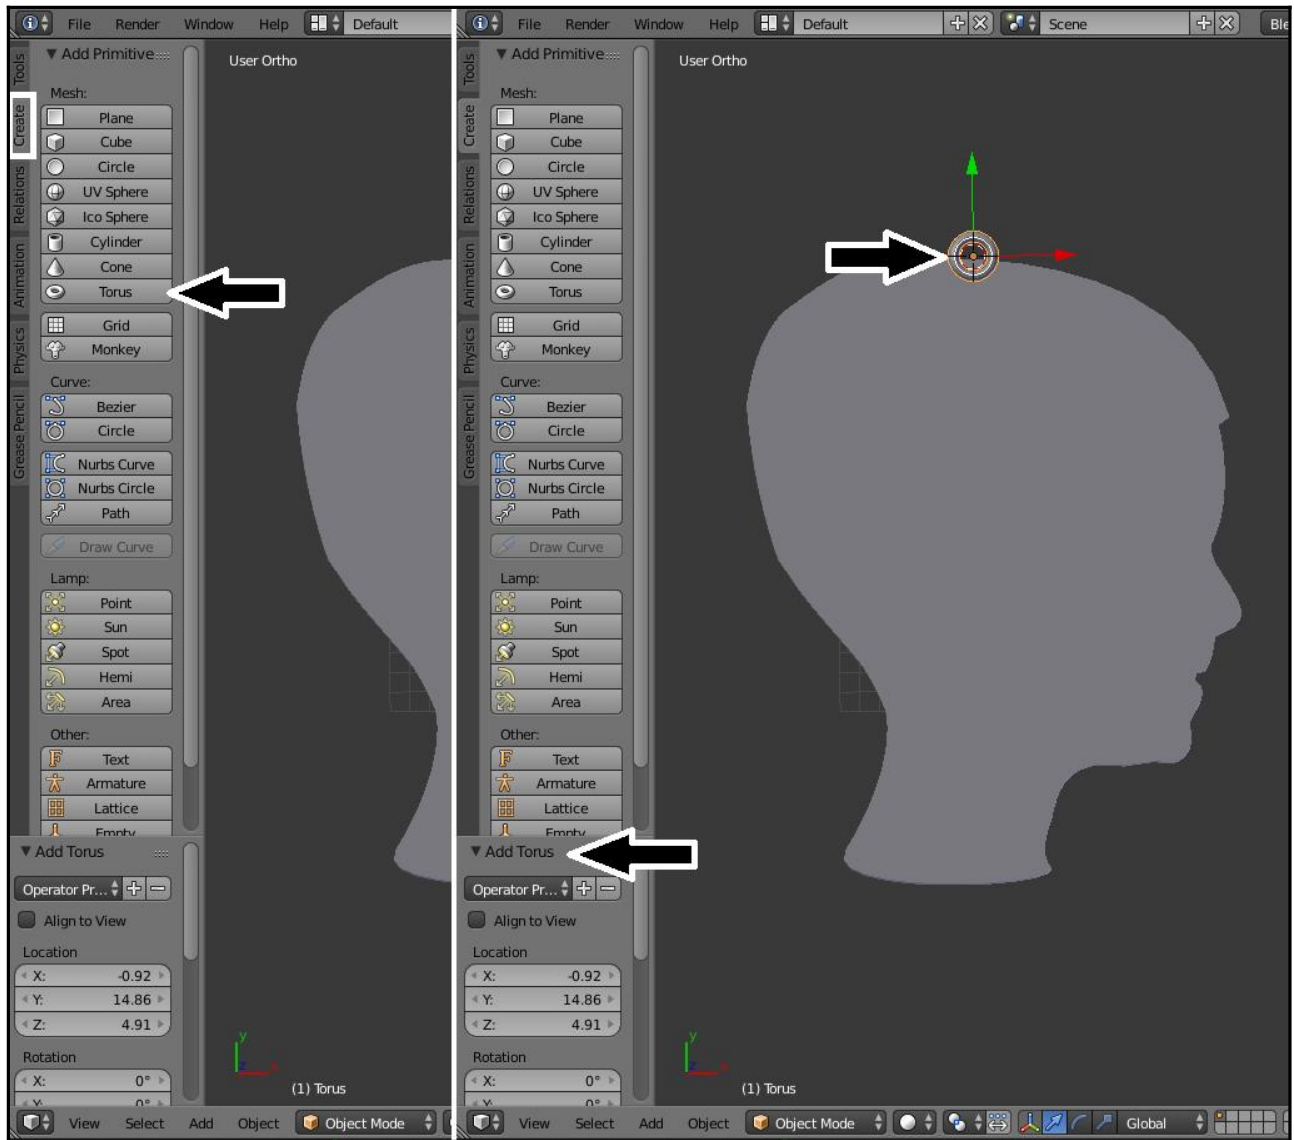 File Render Window Help Default
Tools
Create
Relations
Animation
Physics
Grease Pencil
▼ Add Primitive
Mesh:
Plane
Cube
Circle
UV Sphere
Ico Sphere
Cylinder
Cone
Torus
Grid
Monkey
Curve:
Bezier
Circle
Nurbs Curve
Nurbs Circle
Path
Draw Curve
Lamp:
Point
Sun
Spot
Hemi
Area
Other:
Text
Armature
Lattice
Empty
▼ Add Torus
Operator Pr...
Align to View
Location
X: -0.92
Y: 14.86
Z: 4.91
Rotation
X: 0°
Y: 0°
User Ortho
y
z x
(1) Torus
View Select Add Object Object Mode
File Render Window Help Default Scene Ble
Tools
Create
Relations
Animation
Physics
Grease Pencil
▼ Add Primitive
Mesh:
Plane
Cube
Circle
UV Sphere
Ico Sphere
Cylinder
Cone
Torus
Grid
Monkey
Curve:
Bezier
Circle
Nurbs Curve
Nurbs Circle
Path
Draw Curve
Lamp:
Point
Sun
Spot
Hemi
Area
Other:
Text
Armature
Lattice
Empty
▼ Add Torus
Operator Pr...
Align to View
Location
X: -0.92
Y: 14.86
Z: 4.91
Rotation
X: 0°
Y: 0°
User Ortho
y
z x
(1) Torus
View Select Add Object Object Mode Global